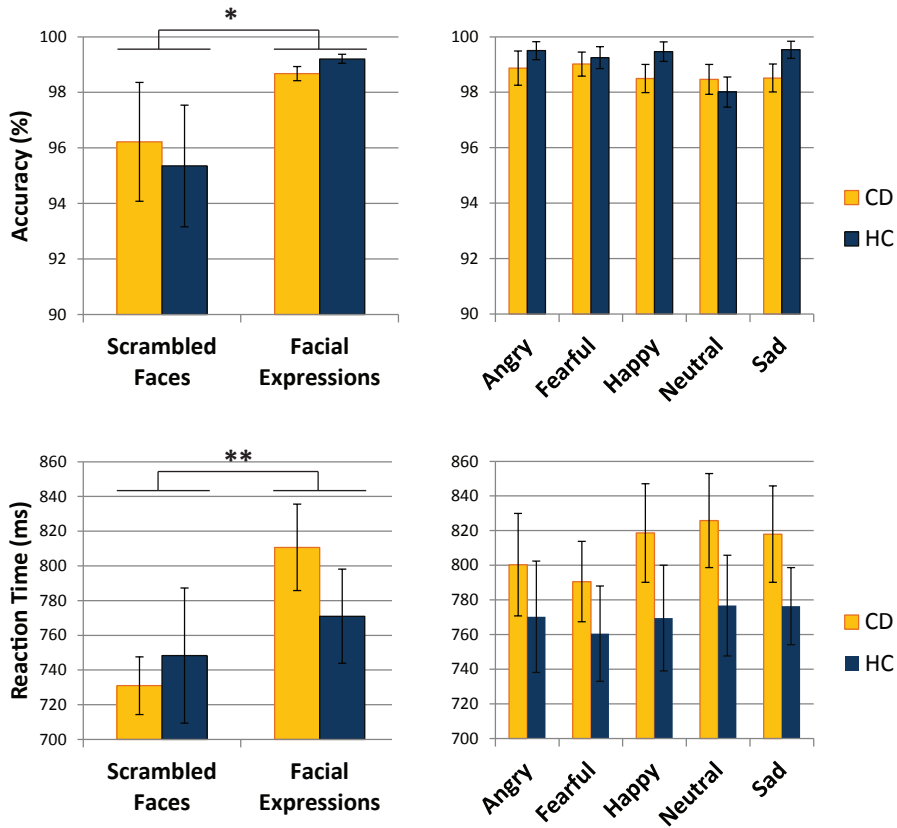 *
Accuracy (%)
100
98
96
94
92
90
Scrambled
Faces
Facial
Expressions
100
98
96
94
92
90
Angry
Fearful
Happy
Neutral
Sad
CD
HC
**
Reaction Time (ms)
860
840
820
800
780
760
740
720
700
Scrambled
Faces
Facial
Expressions
860
840
820
800
780
760
740
720
700
Angry
Fearful
Happy
Neutral
Sad
CD
HC